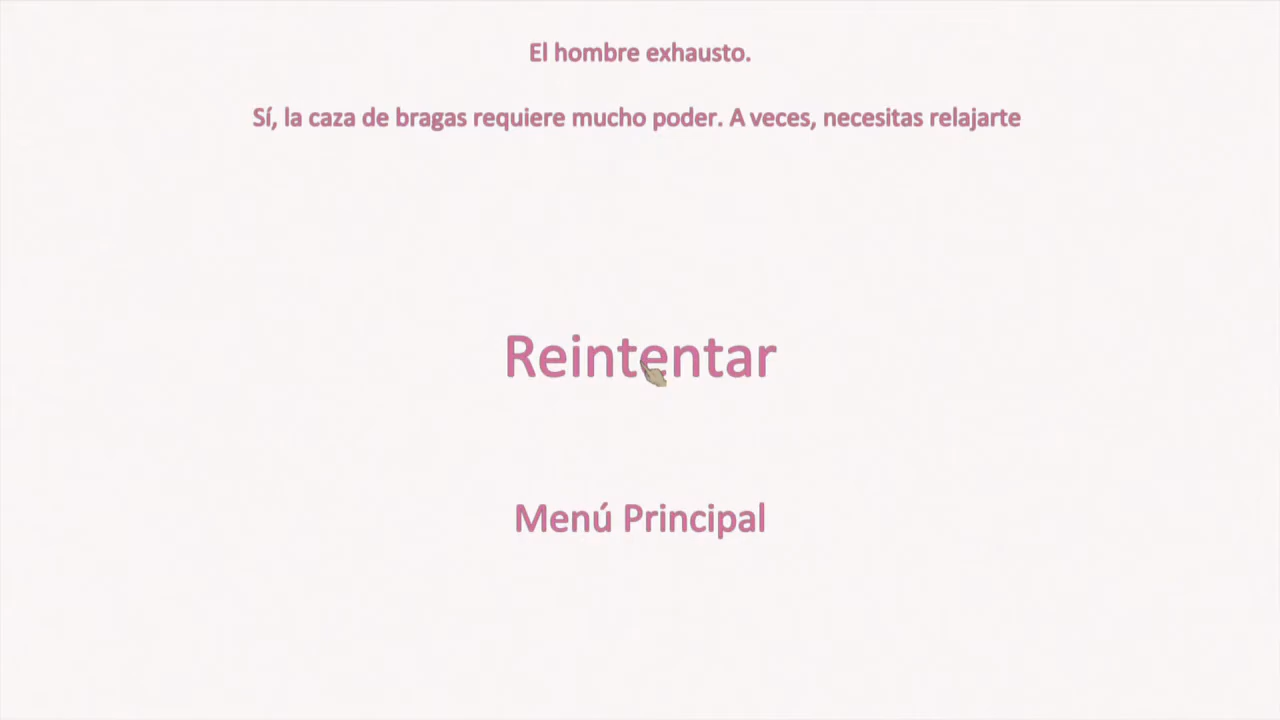 El hombre exhausto.
Sí, la caza de bragas requiere mucho poder. A veces, necesitas relajarte
Reintentar
Menú Principal